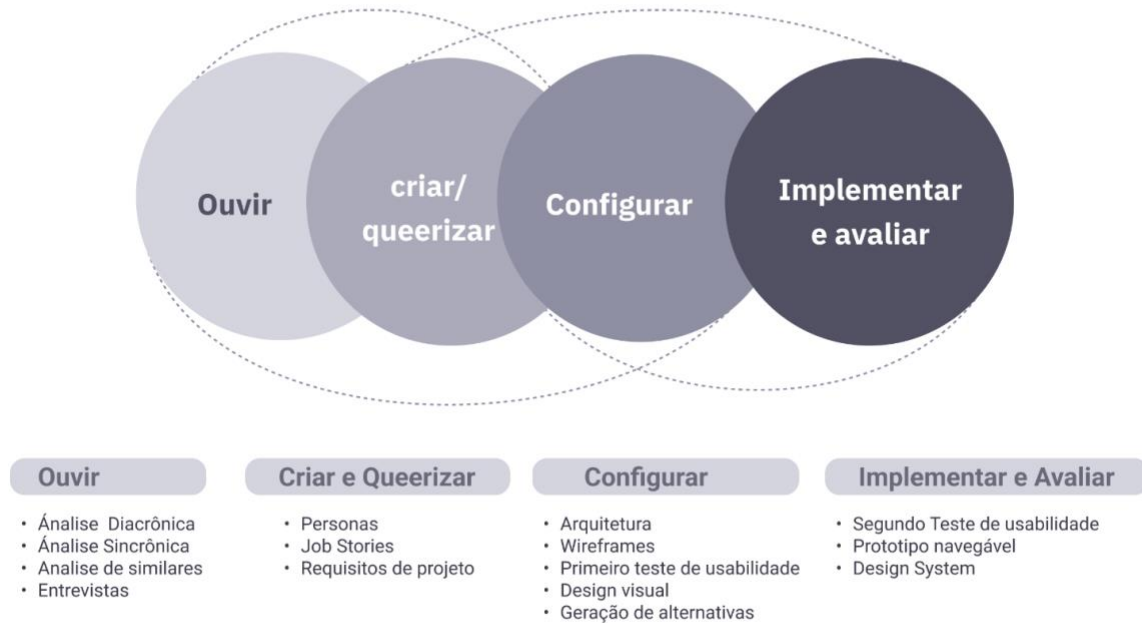 Ouvir
criar/
queerizar
Configurar
Implementar
e avaliar
Ouvir
• Ánalise Diacrônica
• Ánalise Sincrônica
• Analise de similares
• Entrevistas
Criar e Queerizar
• Personas
• Job Stories
• Requisitos de projeto
Configurar
• Arquitetura
• Wireframes
• Primeiro teste de usabilidade
• Design visual
• Geração de alternativas
Implementar e Avaliar
• Segundo Teste de usabilidade
• Prototipo navegável
• Design System